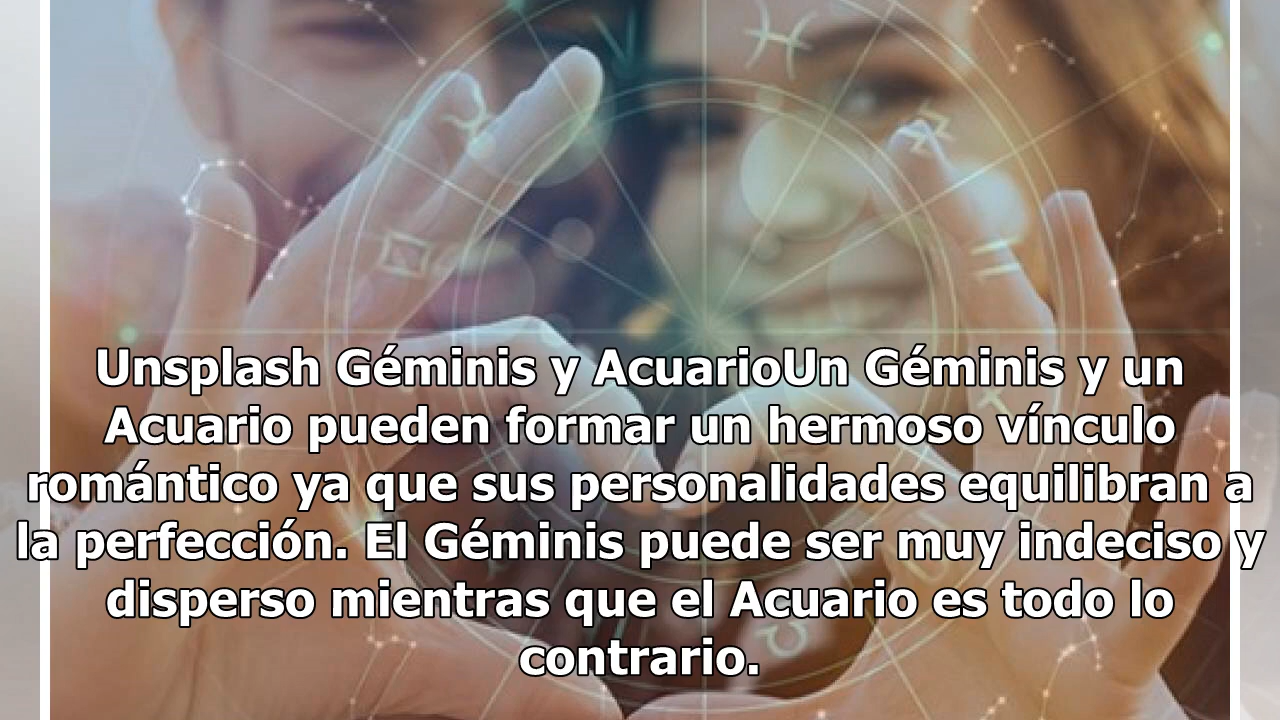 Unsplash Géminis y AcuarioUn Géminis y un
Acuario pueden formar un hermoso vínculo
romántico ya que sus personalidades equilibran a
la perfección. El Géminis puede ser muy indeciso y
disperso mientras que el Acuario es todo lo
contrario.